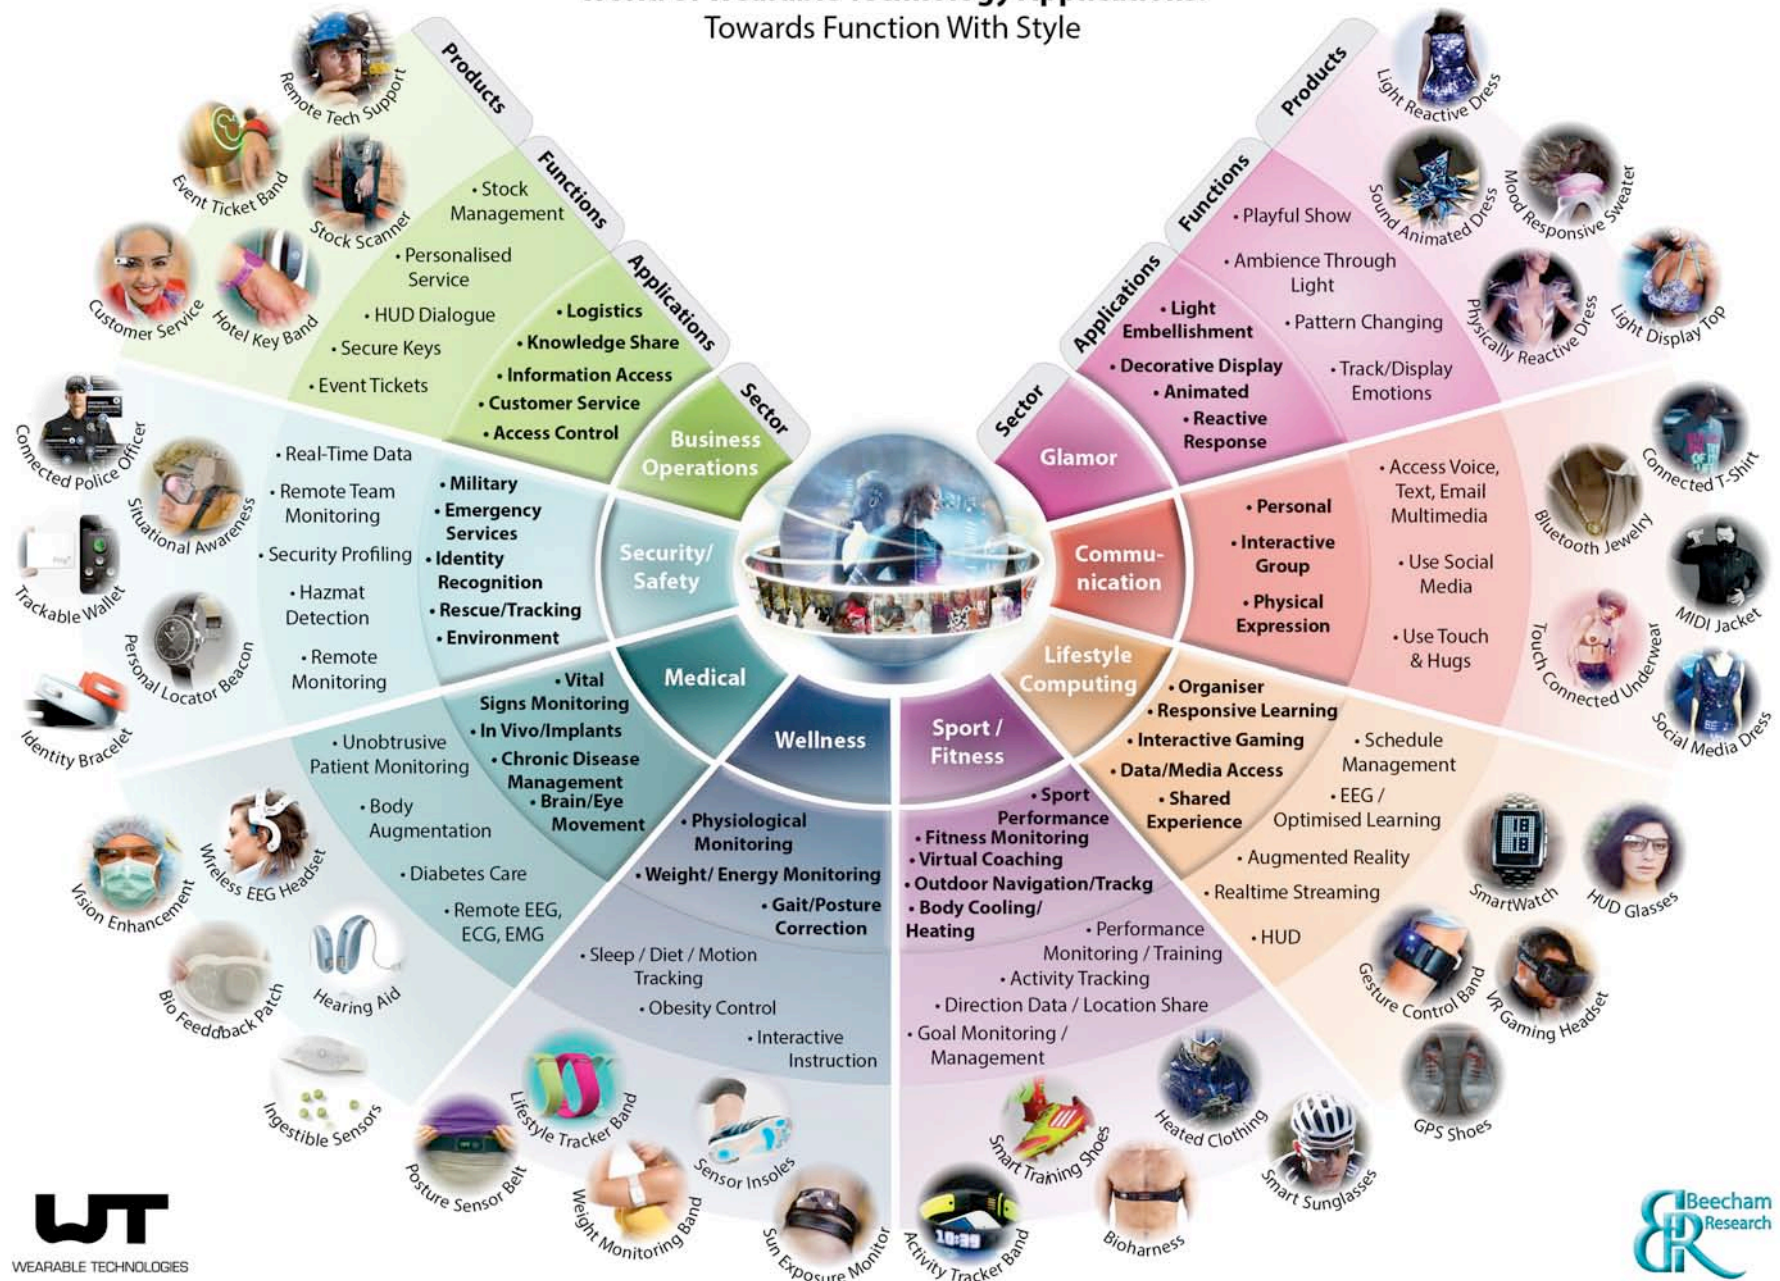 Towards Function With Style
Products
Functions
Applications
Sector
Remote Tech Support
Event Ticket Band
Stock Scanner
Customer Service
Hotel Key Band
• Stock
Management
• Personalised
Service
• HUD Dialogue
• Secure Keys
• Event Tickets
• Logistics
• Knowledge Share
• Information Access
• Customer Service
• Access Control
Business
Operations
Connected Police Officer
Situational Awareness
Trackable Wallet
Personal Locator Beacon
Identity Bracelet
• Real-Time Data
• Remote Team
Monitoring
• Security Profiling
• Hazmat
Detection
• Remote
Monitoring
• Military
• Emergency
Services
• Identity
Recognition
• Rescue/Tracking
• Environment
Security/
Safety
Vision Enhancement
Wireless EEG Headset
Bio Feeddback Patch
Hearing Aid
Ingestible Sensors
• Unobtrusive
Patient Monitoring
• Body
Augmentation
• Diabetes Care
• Remote EEG,
ECG, EMG
• Vital
Signs Monitoring
• In Vivo/Implants
• Chronic Disease
Management
• Brain/Eye
Movement
Medical
Wellness
• Physiological
Monitoring
• Weight/ Energy Monitoring
• Gait/Posture
Correction
• Sleep / Diet / Motion
Tracking
• Obesity Control
• Interactive
Instruction
Posture Sensor Belt
Lifestyle Tracker Band
Weight Monitoring Band
Sensor Insoles
Sun Exposure Monitor
Sport /
Fitness
• Sport
Performance
• Fitness Monitoring
• Virtual Coaching
• Outdoor Navigation/Trackg
• Body Cooling/
Heating
• Performance
Monitoring / Training
• Activity Tracking
• Direction Data / Location Share
• Goal Monitoring /
Management
Activity Tracker Band
10:39
Smart Training Shoes
Bioharness
Heated Clothing
Smart Sunglasses
Lifestyle
Computing
• Organiser
• Responsive Learning
• Interactive Gaming
• Data/Media Access
• Shared
Experience
• Schedule
Management
• EEG /
Optimised Learning
• Augmented Reality
• Realtime Streaming
• HUD
SmartWatch
18
18
HUD Glasses
Gesture Control Band
VR Gaming Headset
GPS Shoes
Commu-
nication
• Personal
• Interactive
Group
• Physical
Expression
• Access Voice,
Text, Email
Multimedia
• Use Social
Media
• Use Touch
& Hugs
Connected T-Shirt
Bluetooth Jewelry
MIDI Jacket
Touch Connected Underwear
Social Media Dress
Products
Functions
Applications
Sector
Glamor
• Light
Embellishment
• Decorative Display
• Animated
• Reactive
Response
• Playful Show
• Ambience Through
Light
• Pattern Changing
• Track/Display
Emotions
Light Reactive Dress
Sound Animated Dress
Mood Responsive Sweater
Physically Reactive Dress
Light Display Top
WT
WEARABLE TECHNOLOGIES
BR
Beecham
Research